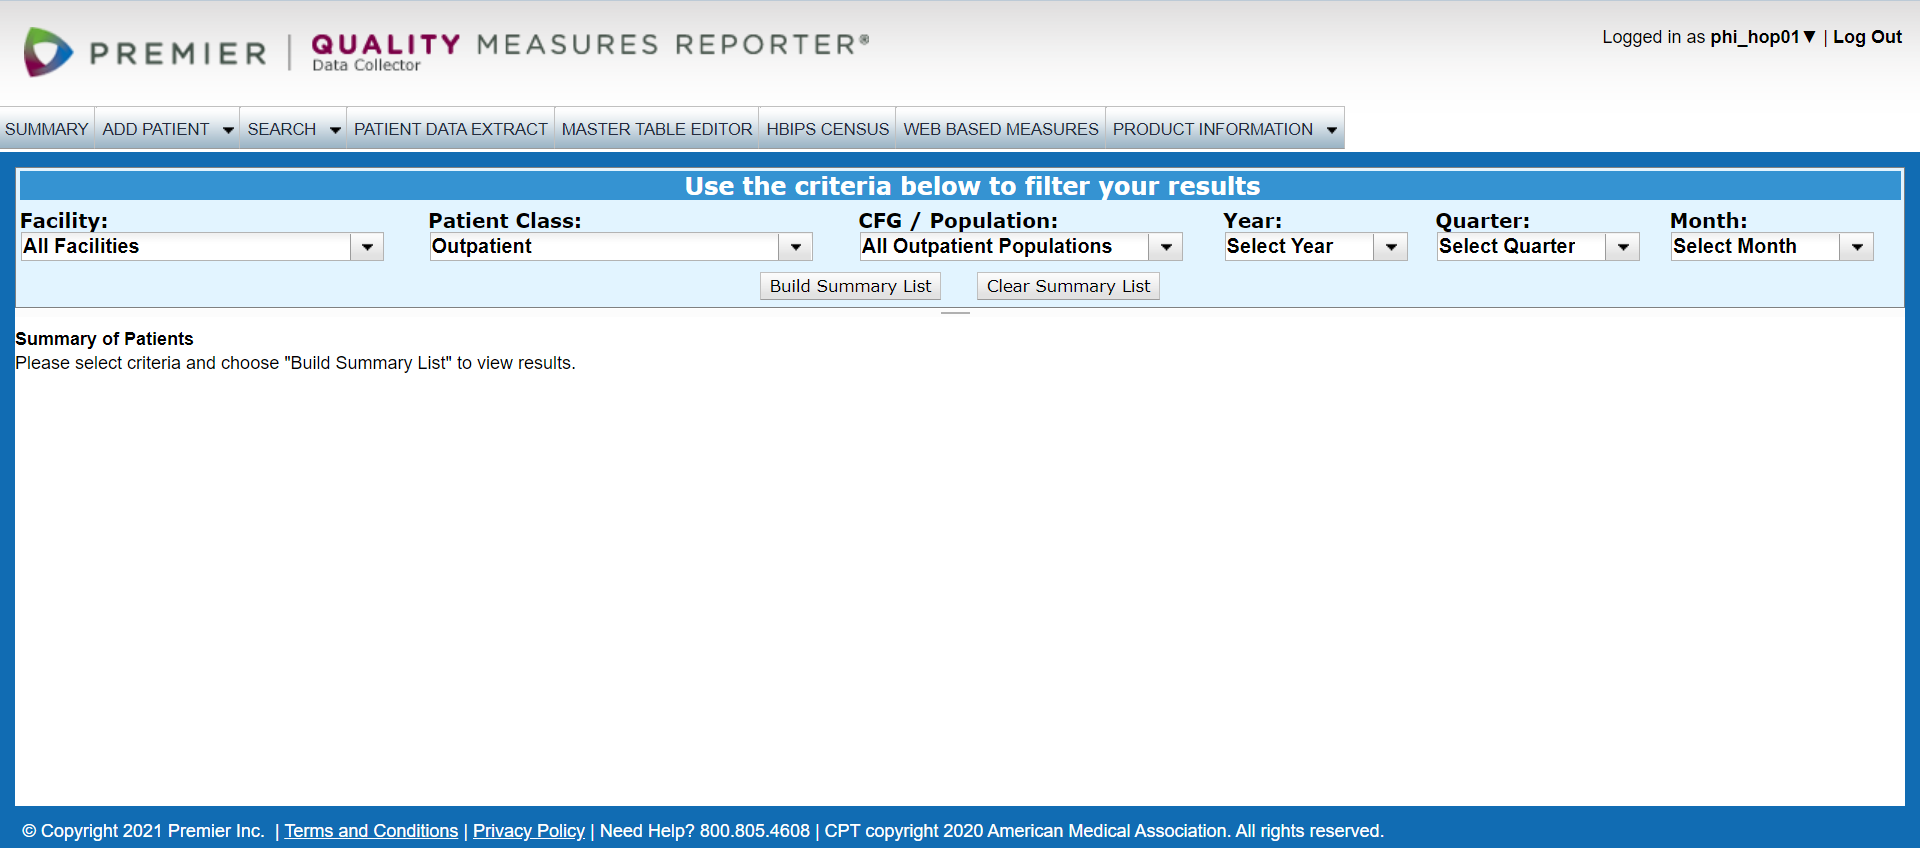 PREMIER | QUALITY MEASURES REPORTER®
Data Collector
Logged in as phi_hop01▼ | Log Out
SUMMARY ADD PATIENT SEARCH PATIENT DATA EXTRACT MASTER TABLE EDITOR HBIPS CENSUS WEB BASED MEASURES PRODUCT INFORMATION
Use the criteria below to filter your results
Facility: Patient Class: CFG / Population: Year: Quarter: Month:
All Facilities Outpatient All Outpatient Populations Select Year Select Quarter Select Month
Build Summary List Clear Summary List
Summary of Patients
Please select criteria and choose "Build Summary List" to view results.
© Copyright 2021 Premier Inc. | Terms and Conditions | Privacy Policy | Need Help? 800.805.4608 | CPT copyright 2020 American Medical Association. All rights reserved.